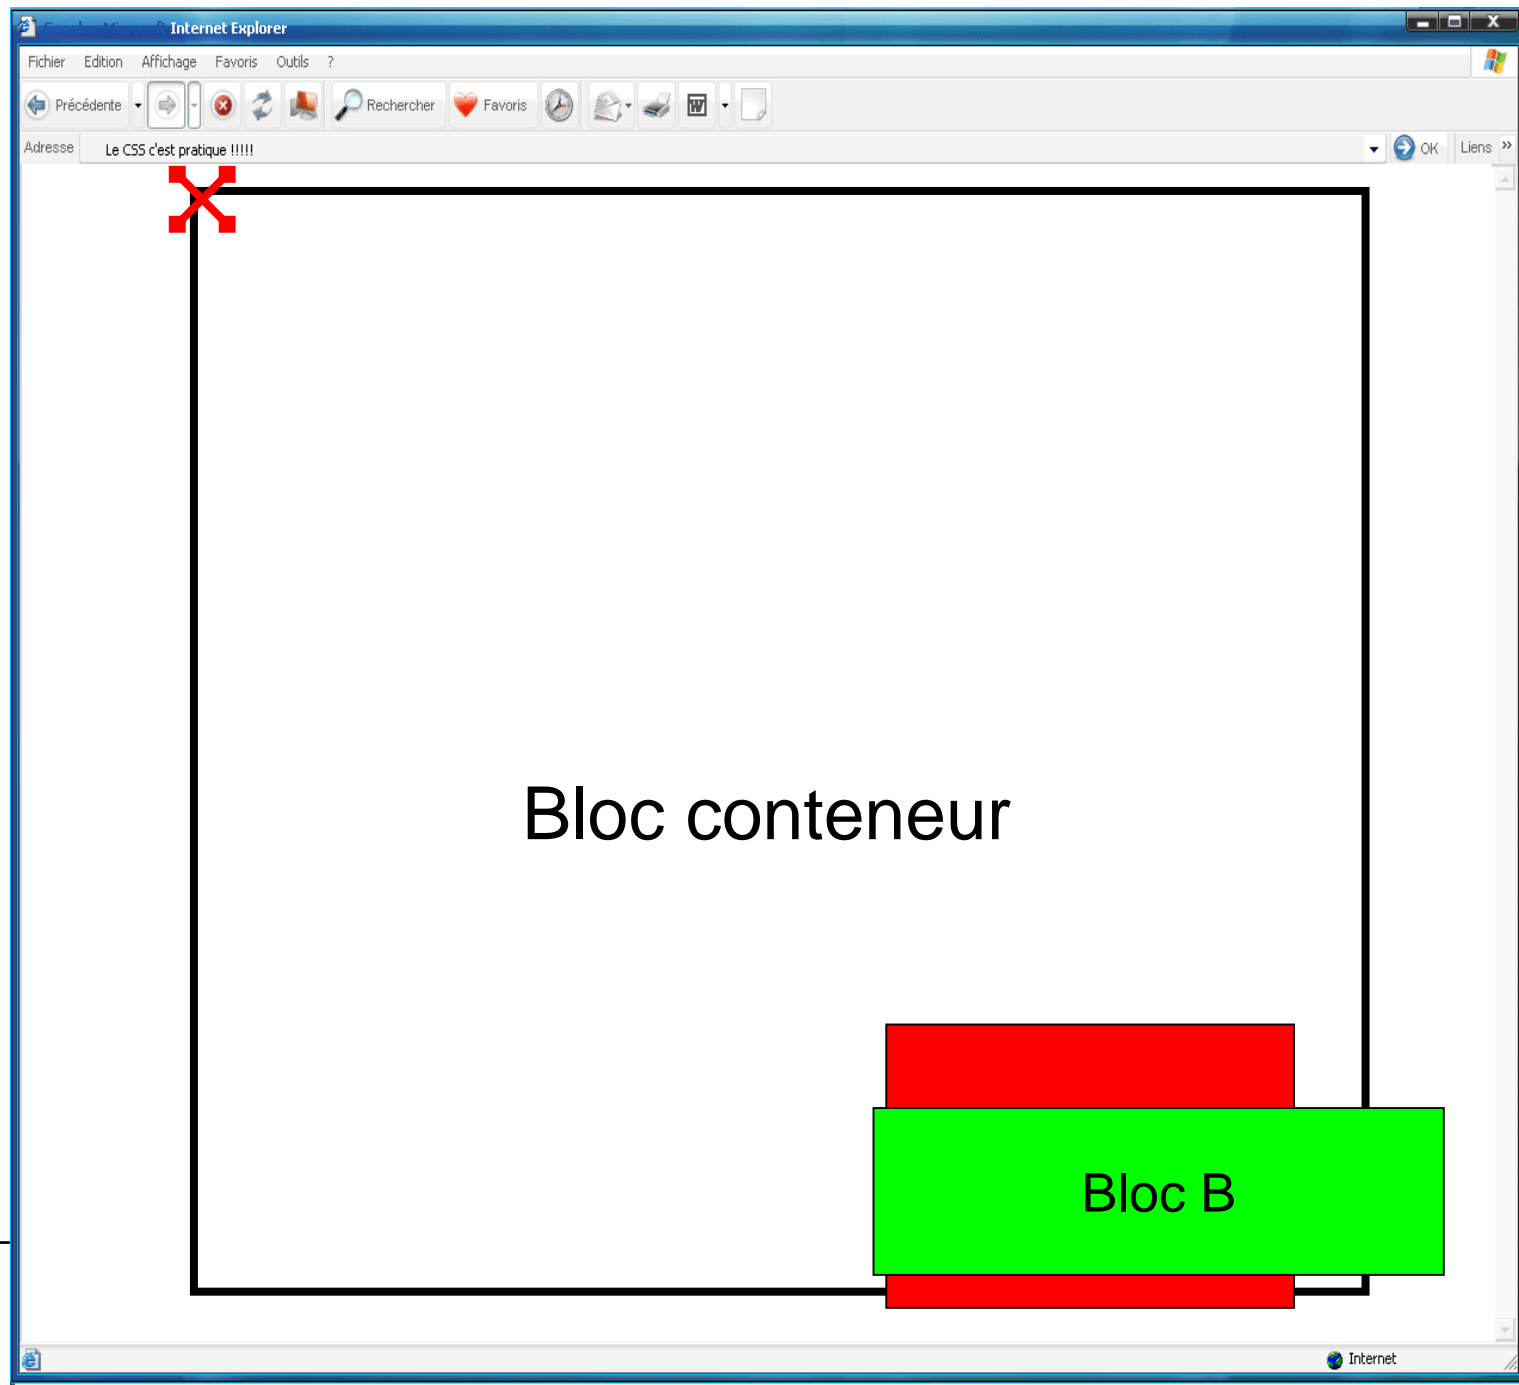 Internet Explorer
Fichier Edition Affichage Favoris Outils ?
Précédente Rechercher Favoris
Adresse Le CSS c'est pratique !!!!! OK Liens »
Bloc conteneur
Bloc B
Internet